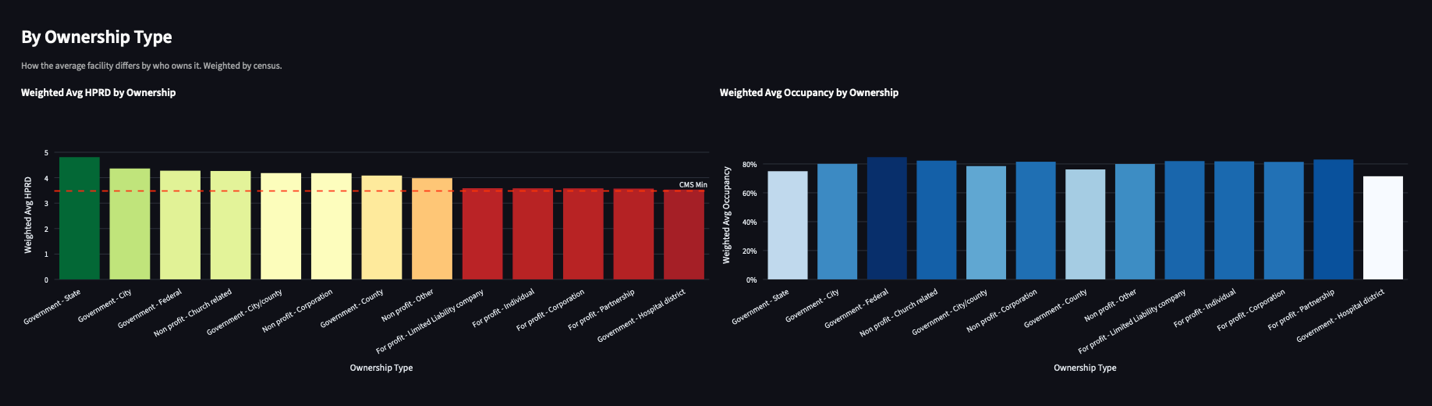 By Ownership Type
How the average facility differs by who owns it. Weighted by census.
Weighted Avg HPRD by Ownership
5
4
3
2
1
0
Weighted Avg HPRD
CMS Min
Government - State
Government - City
Government - Federal
Non profit - Church related
Government - City/county
Non profit - Corporation
Government - County
Non profit - Other
For profit - Limited Liability company
For profit - Individual
For profit - Corporation
For profit - Partnership
Government - Hospital district
Ownership Type
Weighted Avg Occupancy by Ownership
80%
60%
40%
20%
0%
Weighted Avg Occupancy
Government - State
Government - City
Government - Federal
Non profit - Church related
Government - City/county
Non profit - Corporation
Government - County
Non profit - Other
For profit - Limited Liability company
For profit - Individual
For profit - Corporation
For profit - Partnership
Government - Hospital district
Ownership Type